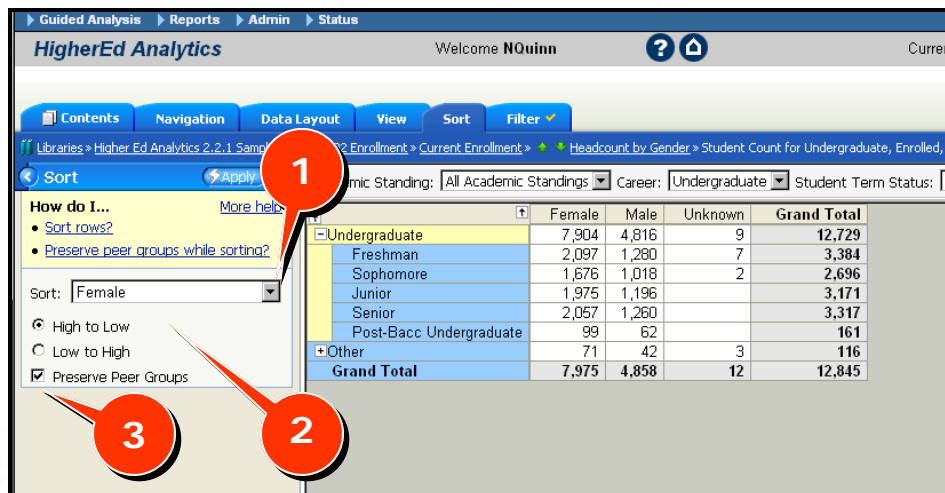 Guided Analysis Reports Admin Status
HigherEd Analytics Welcome NQuinn ?
Contents Navigation Data Layout View Sort Filter
Libraries » Higher Ed Analytics 2.2.1 Enrollment » Current Enrollment » Headcount by Gender » Student Count for Undergraduate, Enrolled,
Sort Apply Standing: All Academic Standings Career: Undergraduate Student Term Status:
How do I... More help
• Sort rows?
• Preserve peer groups while sorting?
Sort: Female
High to Low
Low to High
Preserve Peer Groups
Female Male Unknown Grand Total
Undergraduate 7,904 4,816 9 12,729
Freshman 2,097 1,280 7 3,384
Sophomore 1,676 1,018 2 2,696
Junior 1,975 1,196 3,171
Senior 2,057 1,260 3,317
Post-Bacc Undergraduate 99 62 161
Other 71 42 3 116
Grand Total 7,975 4,858 12 12,845
1
2
3